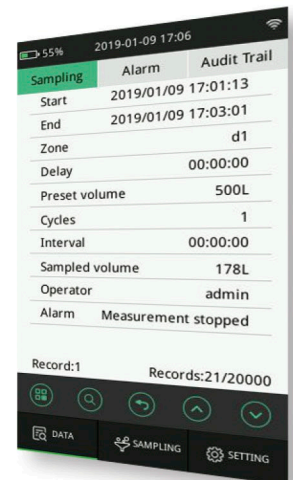 55% 2019-01-09 17:06
Sampling Alarm Audit Trail
Start 2019/01/09 17:01:13
End 2019/01/09 17:03:01
Zone d1
Delay 00:00:00
Preset volume 500L
Cycles 1
Interval 00:00:00
Sampled volume 178L
Operator admin
Alarm Measurement stopped
Record:1 Records:21/20000
DATA SAMPLING SETTING